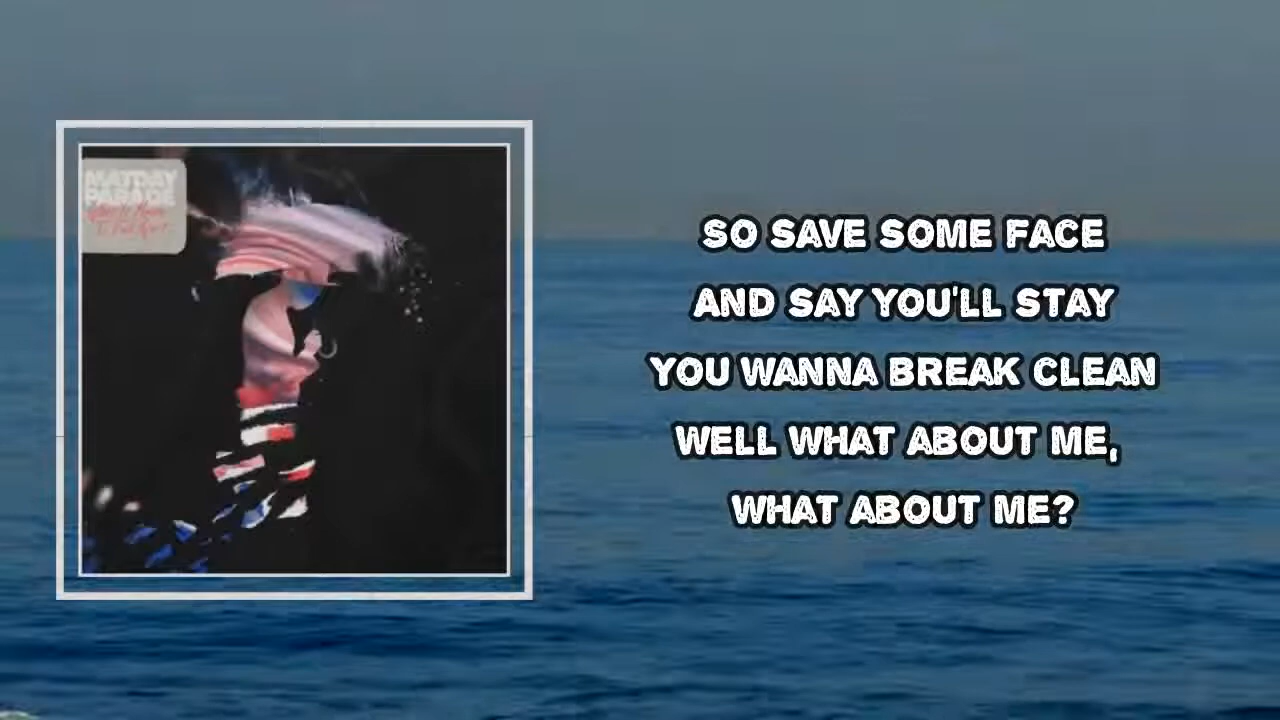 MAYDAY
PARADE
SO SAVE SOME FACE
AND SAY YOU'LL STAY
YOU WANNA BREAK CLEAN
WELL WHAT ABOUT ME,
WHAT ABOUT ME?